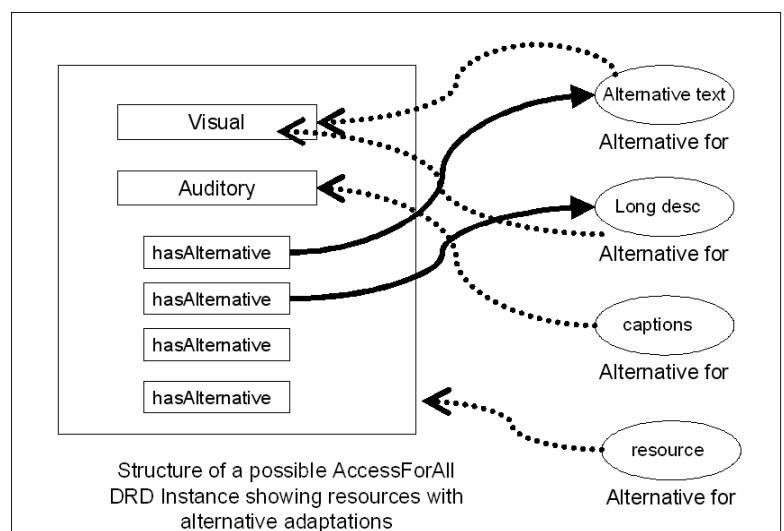 Visual
Auditory
hasAlternative
hasAlternative
hasAlternative
hasAlternative
Alternative text
Alternative for
Long desc
Alternative for
captions
Alternative for
resource
Alternative for
Structure of a possible AccessForAll
DRD Instance showing resources with
alternative adaptations